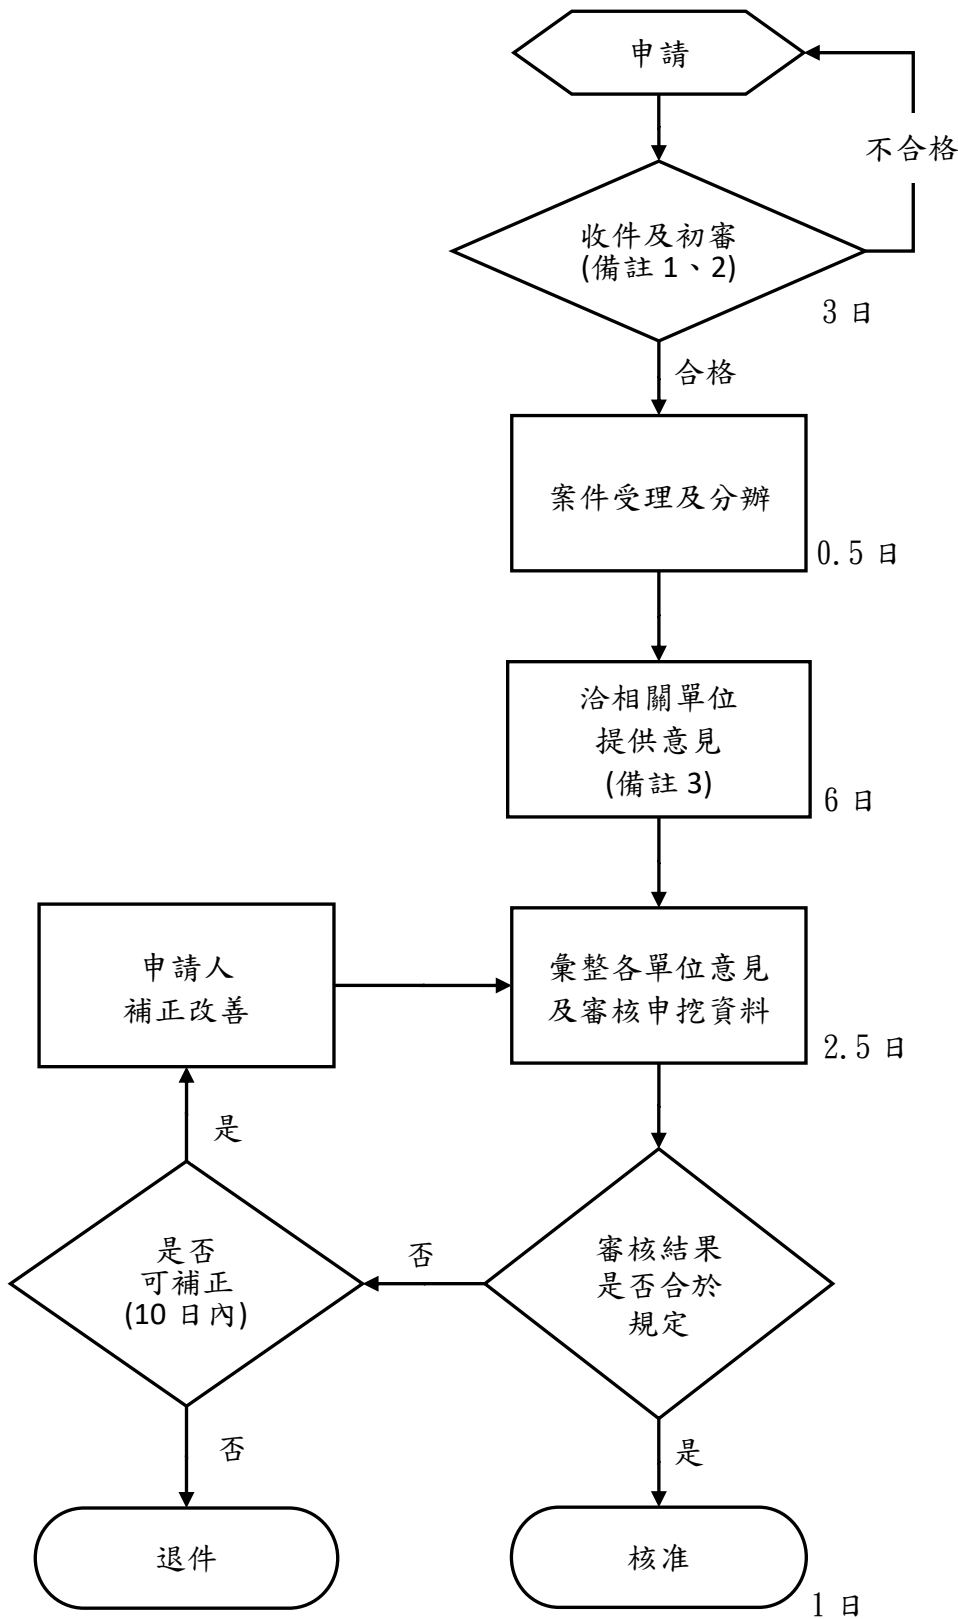 申請
不合格
收件及初審
(備註 1、2)
3 日
合格
案件受理及分辦
0.5 日
洽相關單位
提供意見
(備註 3)
6 日
申請人
補正改善
彙整各單位意見
及審核申挖資料
2.5 日
是
是否
可補正
(10 日內)
否
審核結果
是否合於
規定
否
是
退件
核准
1 日